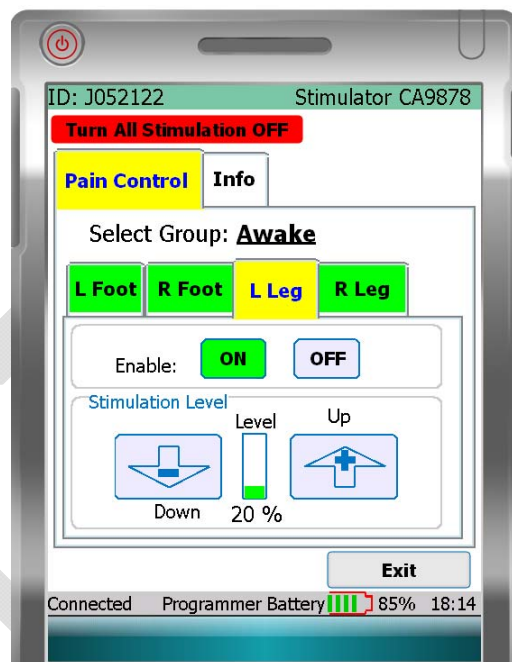 ID: J052122 Stimulator CA9878
Turn All Stimulation OFF
Pain Control Info
Select Group: Awake
L Foot R Foot L Leg R Leg
Enable: ON OFF
Stimulation Level
Level Up
Down 20 %
Exit
Connected Programmer Battery 85% 18:14